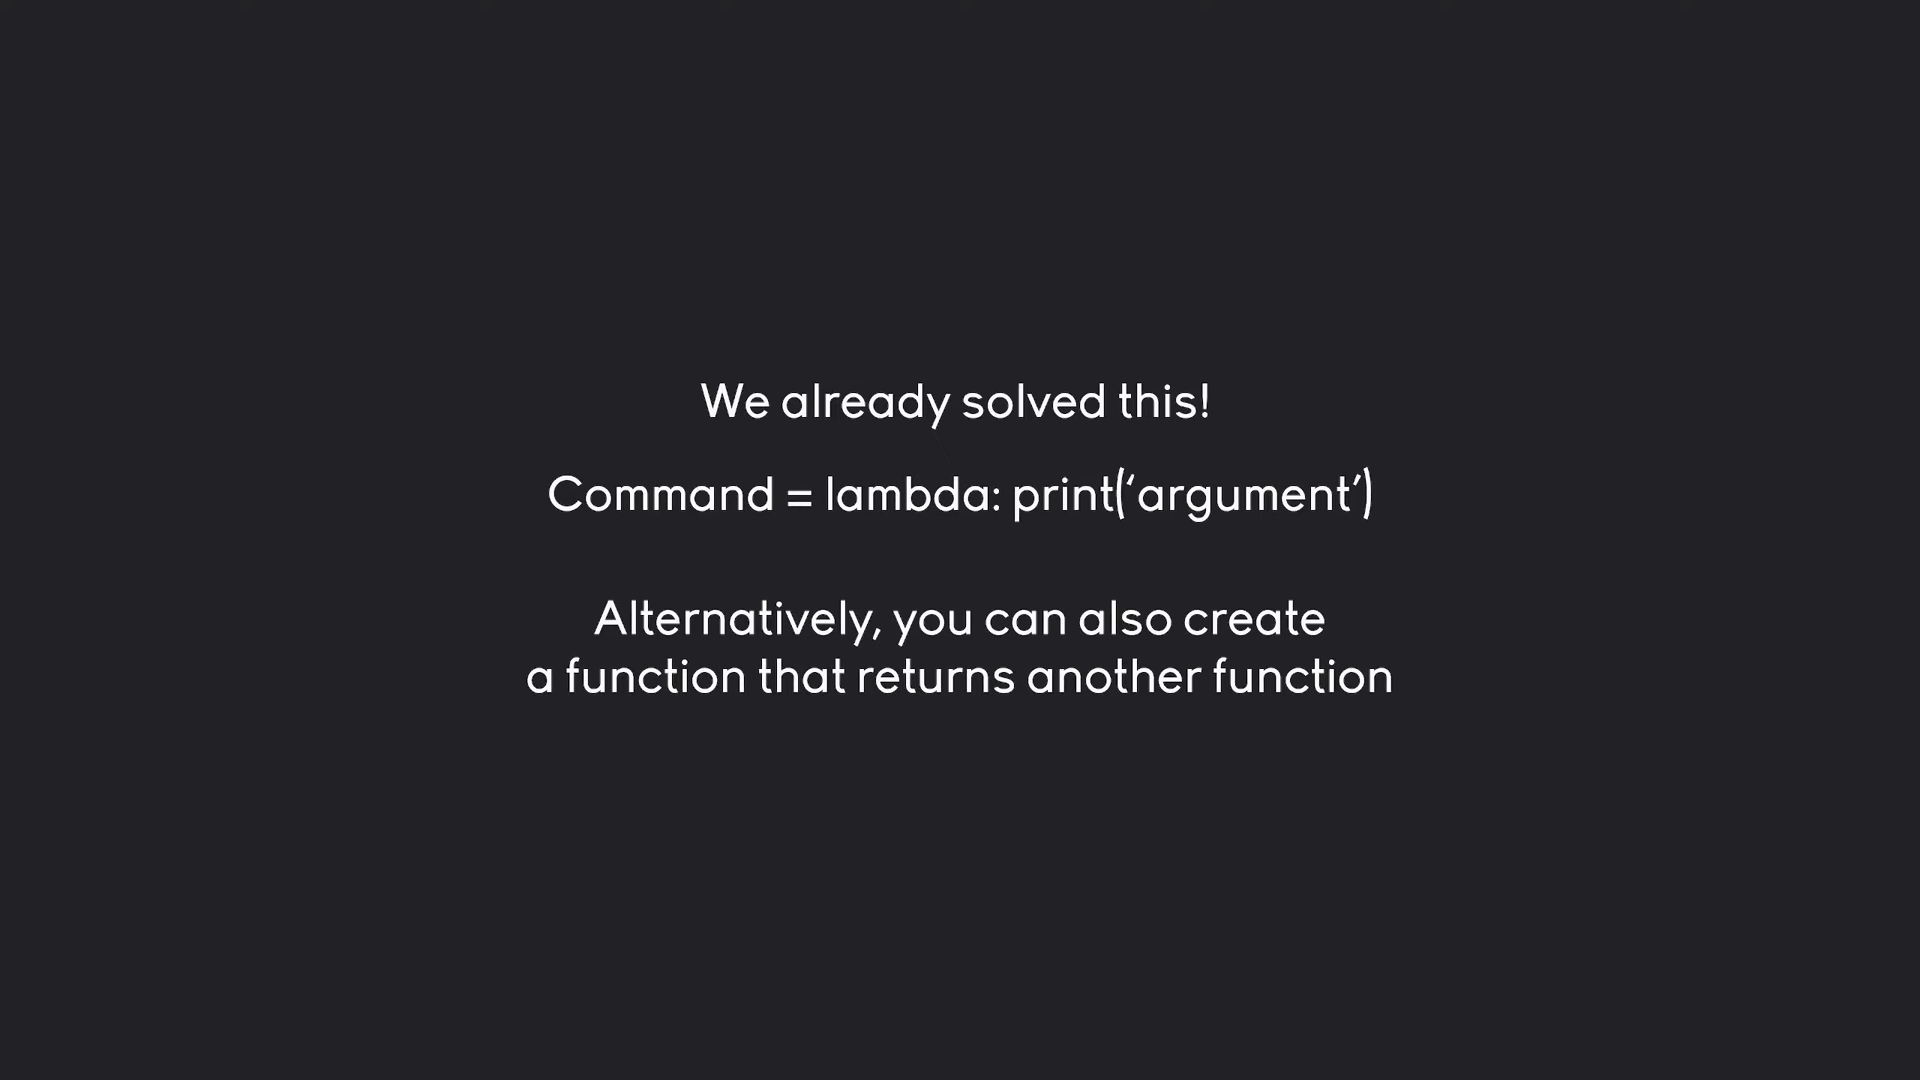 We already solved this!
Command = lambda: print(‘argument’)
Alternatively, you can also create
a function that returns another function